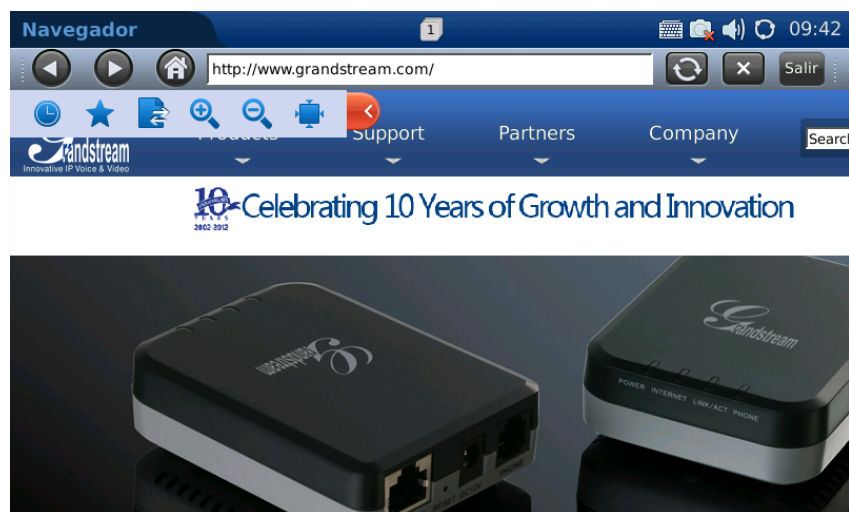 Navegador
1
09:42
http://www.grandstream.com/
Salir
Products
Support
Partners
Company
Search
Grandstream
Innovative IP Voice & Video
10
YEARS
2002-2012
Celebrating 10 Years of Growth and Innovation
Grandstream
Grandstream
POWER INTERNET LINK/ACT PHONE
RESET DC12V PHONE